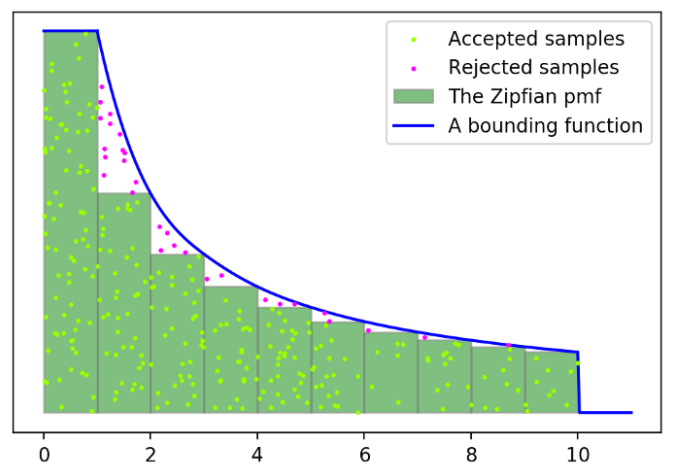 Accepted samples
Rejected samples
The Zipfian pmf
A bounding function
0 2 4 6 8 10